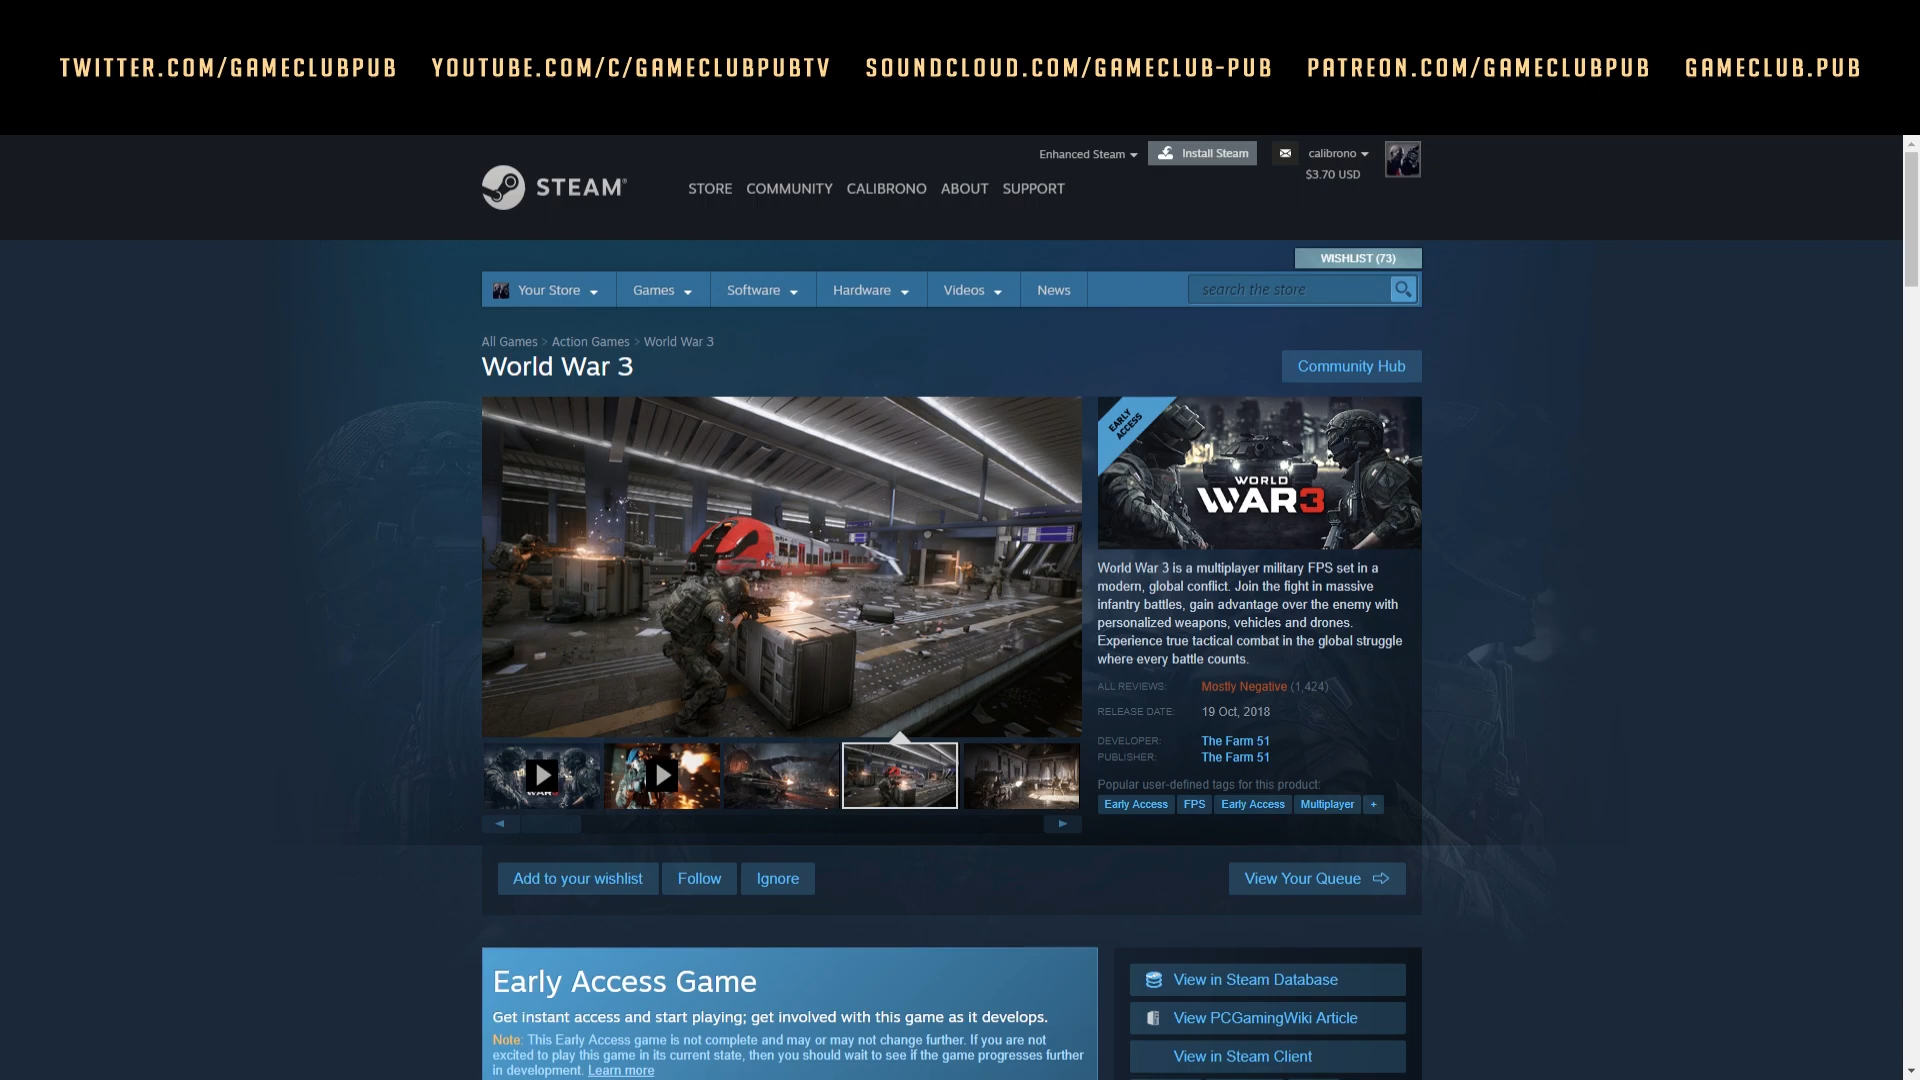 TWITTER.COM/GAMECLUBPUB YOUTUBE.COM/C/GAMECLUBPUBTV SOUNDCLOUD.COM/GAMECLUB-PUB PATREON.COM/GAMECLUBPUB GAMECLUB.PUB
Enhanced Steam Install Steam calibrono
$3.70 USD
STEAM®
STORE COMMUNITY CALIBRONO ABOUT SUPPORT
WISHLIST (73)
Your Store Games Software Hardware Videos News search the store
All Games > Action Games > World War 3
World War 3
Community Hub
EARLY
ACCESS
WORLD
WAR3
World War 3 is a multiplayer military FPS set in a
modern, global conflict. Join the fight in massive
infantry battles, gain advantage over the enemy with
personalized weapons, vehicles and drones.
Experience true tactical combat in the global struggle
where every battle counts.
ALL REVIEWS: Mostly Negative (1,424)
RELEASE DATE: 19 Oct, 2018
DEVELOPER: The Farm 51
PUBLISHER: The Farm 51
Popular user-defined tags for this product:
Early Access FPS Early Access Multiplayer +
Add to your wishlist Follow Ignore View Your Queue
Early Access Game
Get instant access and start playing; get involved with this game as it develops.
Note: This Early Access game is not complete and may or may not change further. If you are not
excited to play this game in its current state, then you should wait to see if the game progresses further
in development. Learn more
View in Steam Database
View PCGamingWiki Article
View in Steam Client